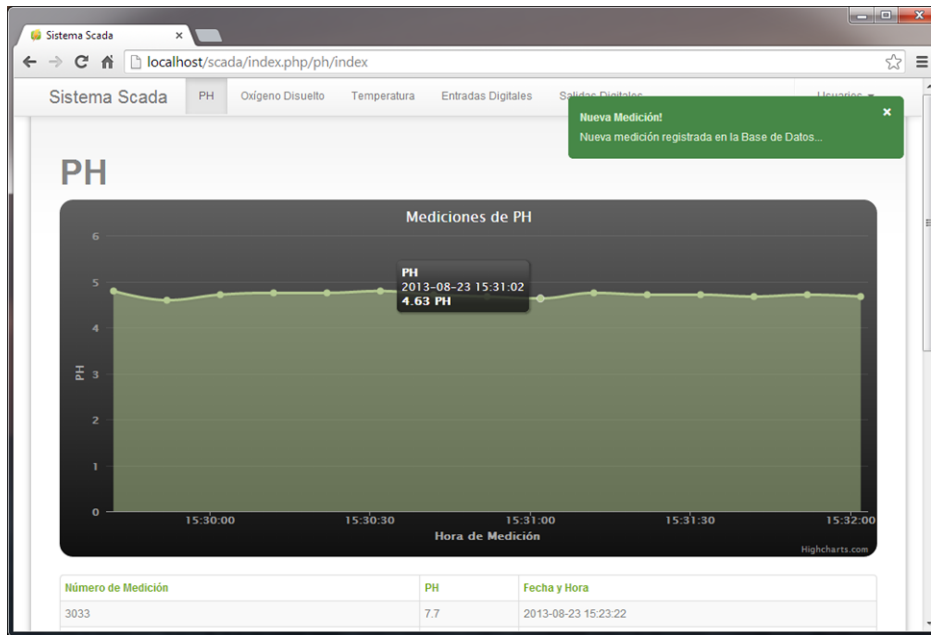 Sistema Scada
localhost/scada/index.php/ph/index
Sistema Scada PH Oxígeno Disuelto Temperatura Entradas Digitales Salidas Digitales Usuarios
Nueva Medición!
Nueva medición registrada en la Base de Datos...
PH
Mediciones de PH
6
5
4
3
2
1
0
PH
PH
2013-08-23 15:31:02
4.63 PH
15:30:00 15:30:30 15:31:00 15:31:30 15:32:00
Hora de Medición
Highcharts.com
Número de Medición PH Fecha y Hora
3033 7.7 2013-08-23 15:23:22